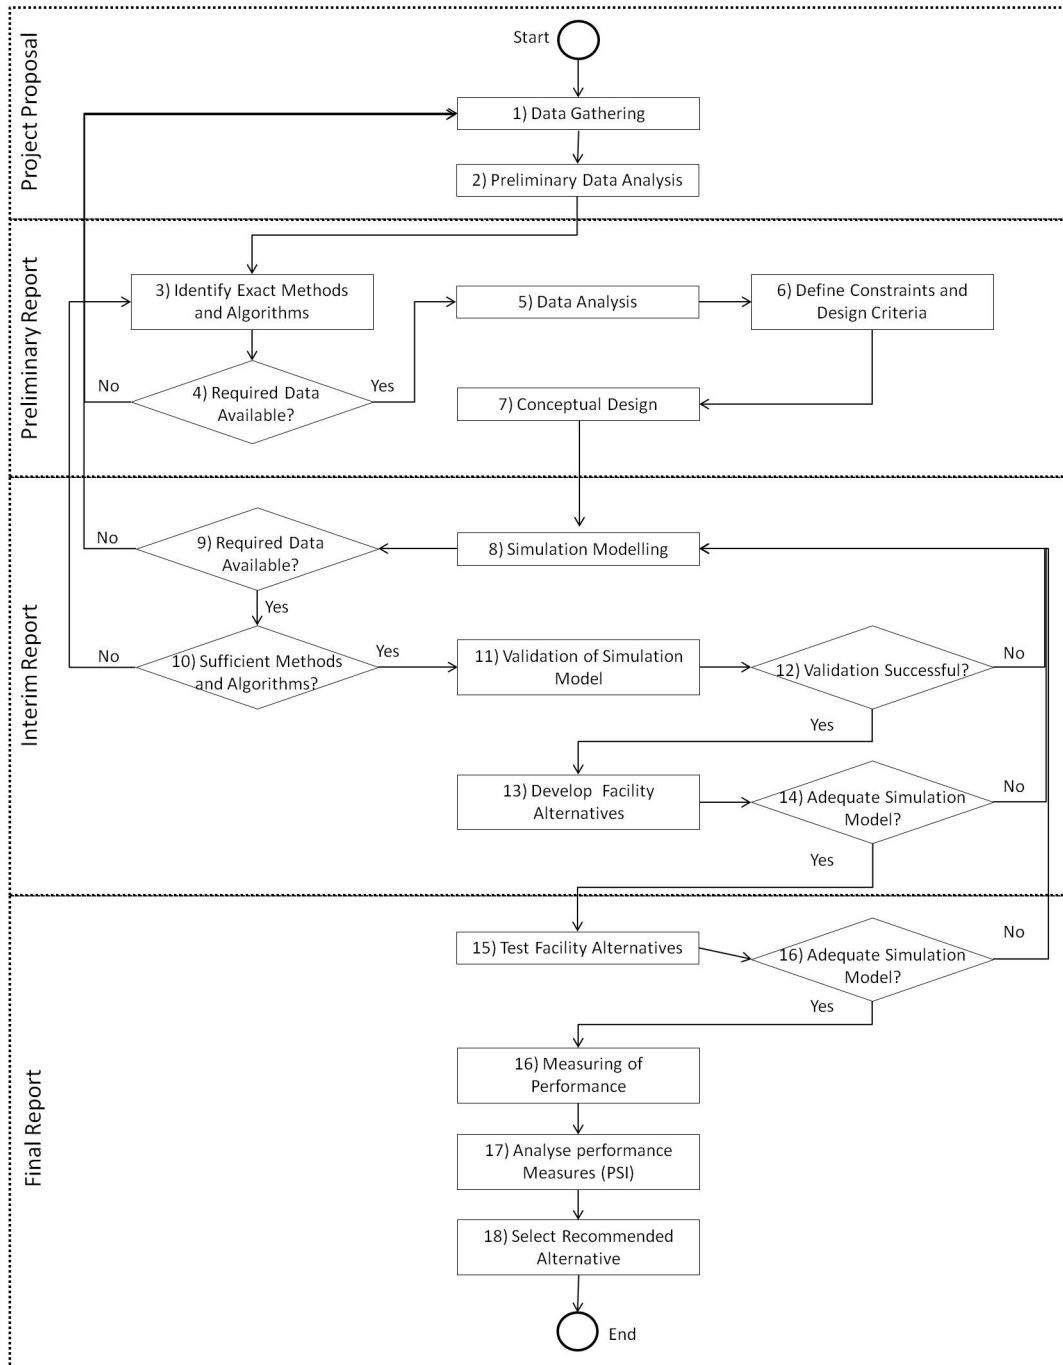 Project Proposal
Start
1) Data Gathering
2) Preliminary Data Analysis
Preliminary Report
3) Identify Exact Methods
and Algorithms
5) Data Analysis
6) Define Constraints and
Design Criteria
No
4) Required Data
Available?
Yes
7) Conceptual Design
Interim Report
No
9) Required Data
Available?
8) Simulation Modelling
Yes
No
10) Sufficient Methods
and Algorithms?
Yes
11) Validation of Simulation
Model
12) Validation Successful?
No
Yes
13) Develop Facility
Alternatives
14) Adequate Simulation
Model?
No
Yes
Final Report
15) Test Facility Alternatives
16) Adequate Simulation
Model?
No
Yes
16) Measuring of
Performance
17) Analyse performance
Measures (PSI)
18) Select Recommended
Alternative
End